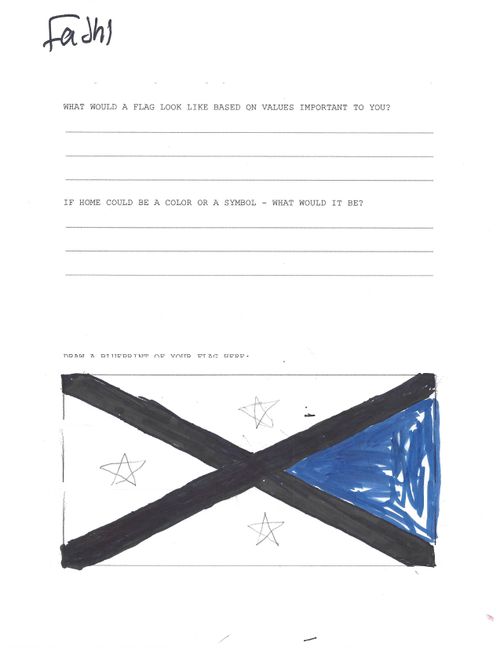 Fadhl
WHAT WOULD A FLAG LOOK LIKE BASED ON VALUES IMPORTANT TO YOU?
IF HOME COULD BE A COLOR OR A SYMBOL - WHAT WOULD IT BE?
DRAW A BLUEPRINT OF YOUR FLAG HERE: